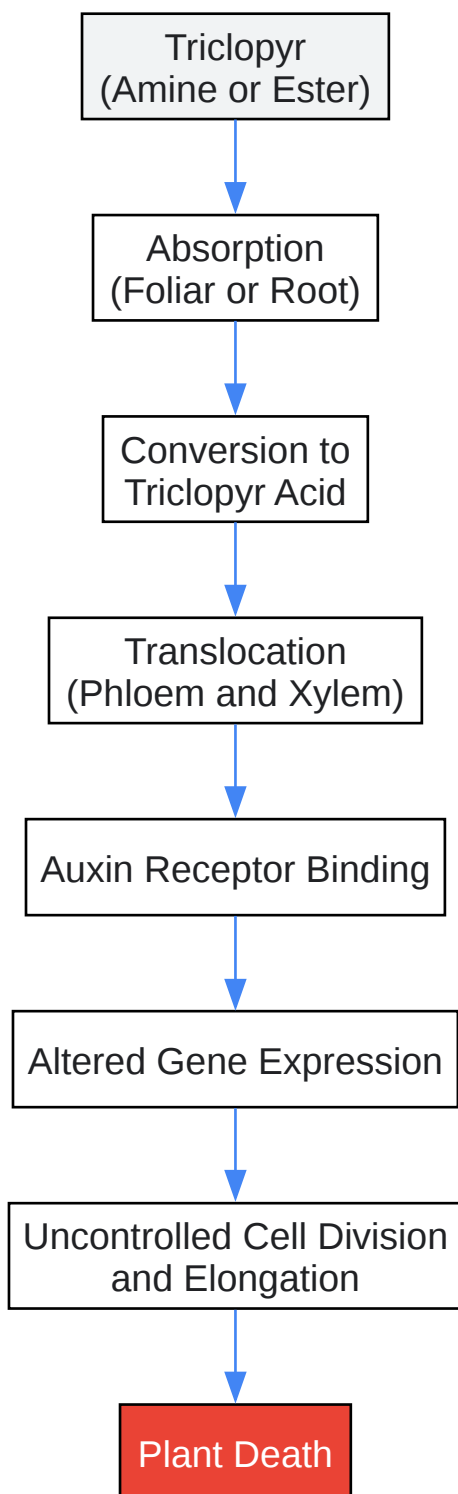 Triclopyr
(Amine or Ester)
Absorption
(Foliar or Root)
Conversion to
Triclopyr Acid
Translocation
(Phloem and Xylem)
Auxin Receptor Binding
Altered Gene Expression
Uncontrolled Cell Division
and Elongation
Plant Death